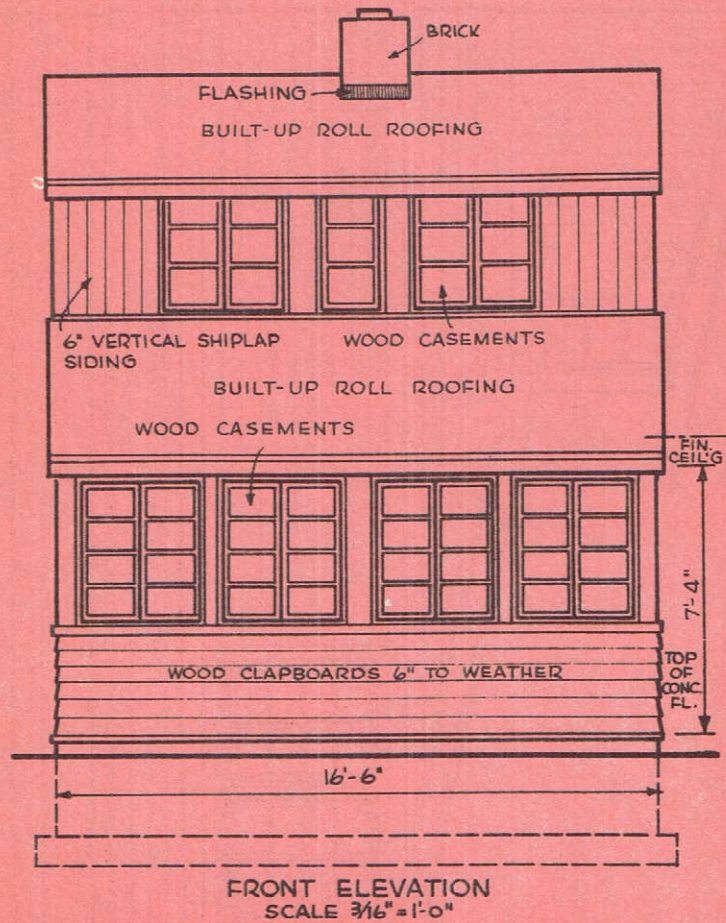 BRICK
FLASHING
BUILT-UP ROLL ROOFING
6" VERTICAL SHIPLAP
SIDING
WOOD CASEMENTS
BUILT-UP ROLL ROOFING
WOOD CASEMENTS
FIN.
CEIL'G
7'-4"
WOOD CLAPBOARDS 6" TO WEATHER
TOP
OF
CONC.
FL.
16'-6"
FRONT ELEVATION
SCALE 3/16" = 1'-0"